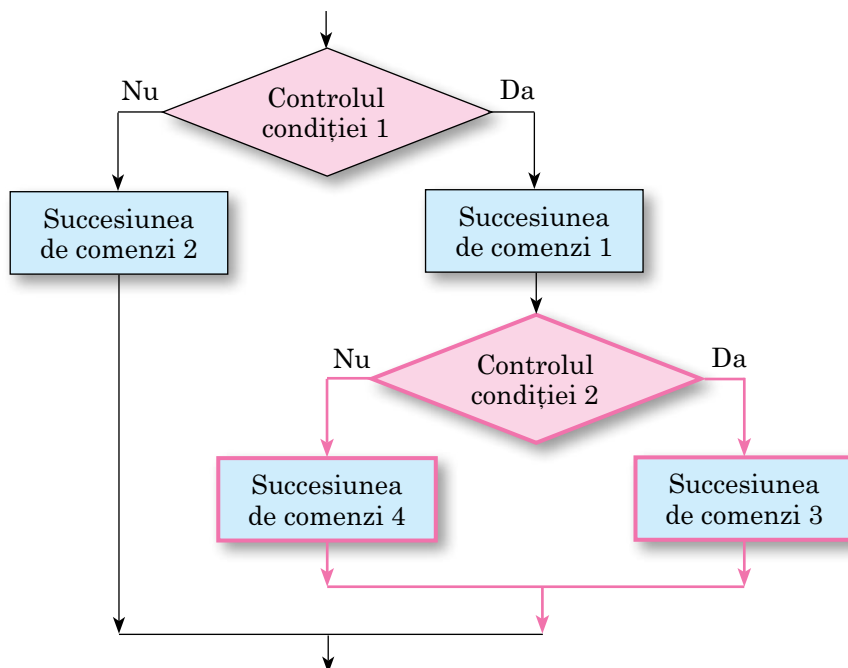 Nu
Controlul
condiției 1
Da
Succesiunea
de comenzi 2
Succesiunea
de comenzi 1
Nu
Controlul
condiției 2
Da
Succesiunea
de comenzi 4
Succesiunea
de comenzi 3